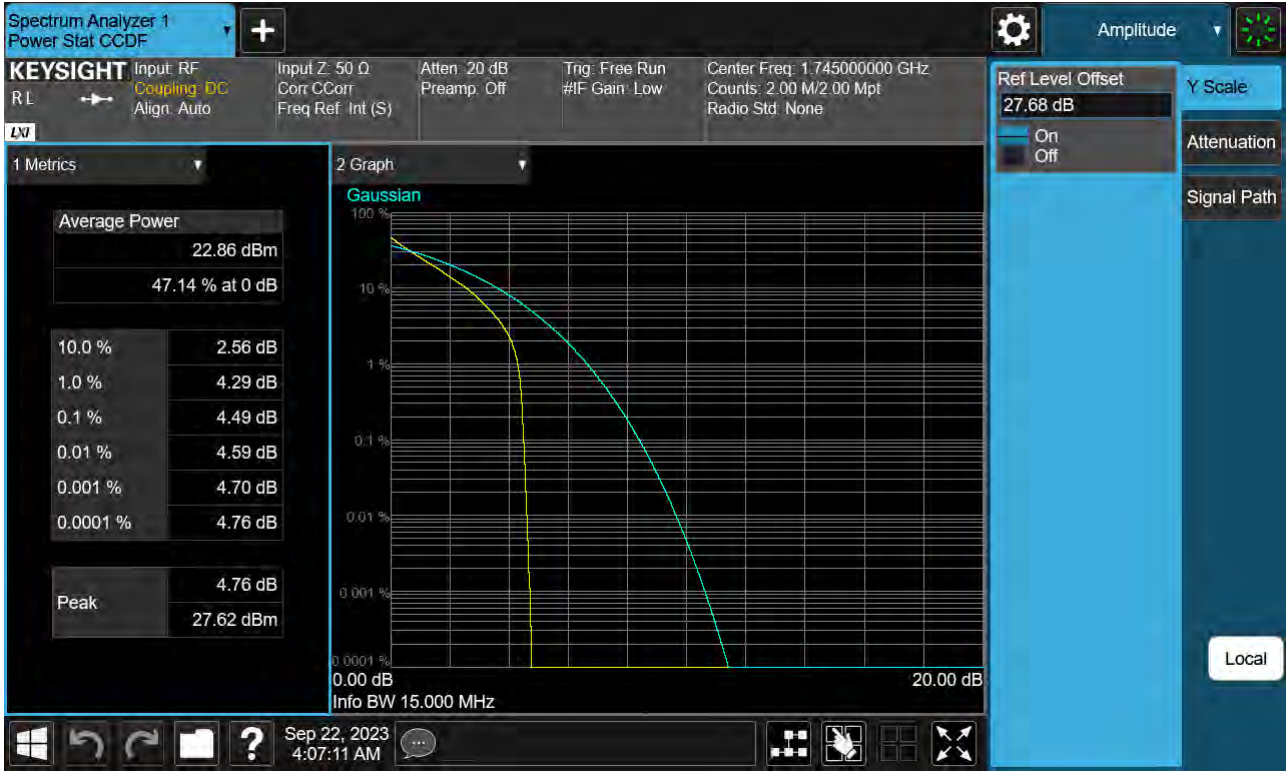 Spectrum Analyzer 1
Power Stat CCDF
Amplitude
KEYSIGHT
R L
LXI
Input: RF
Coupling: DC
Align: Auto
Input Z: 50 Ω
Corr CCorr
Freq Ref: Int (S)
Atten: 20 dB
Preamp: Off
Trig: Free Run
#IF Gain: Low
Center Freq: 1.745000000 GHz
Counts: 2.00 M/2.00 Mpt
Radio Std: None
Ref Level Offset
27.68 dB
On
Off
Y Scale
Attenuation
Signal Path
Local
1 Metrics
Average Power
22.86 dBm
47.14 % at 0 dB
10.0 % 2.56 dB
1.0 % 4.29 dB
0.1 % 4.49 dB
0.01 % 4.59 dB
0.001 % 4.70 dB
0.0001 % 4.76 dB
Peak
4.76 dB
27.62 dBm
2 Graph
Gaussian
100 %
10 %
1 %
0.1 %
0.01 %
0.001 %
0.0001 %
0.00 dB 20.00 dB
Info BW 15.000 MHz
?
Sep 22, 2023
4:07:11 AM